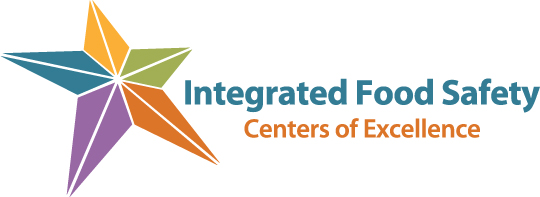 Integrated Food Safety
Centers of Excellence